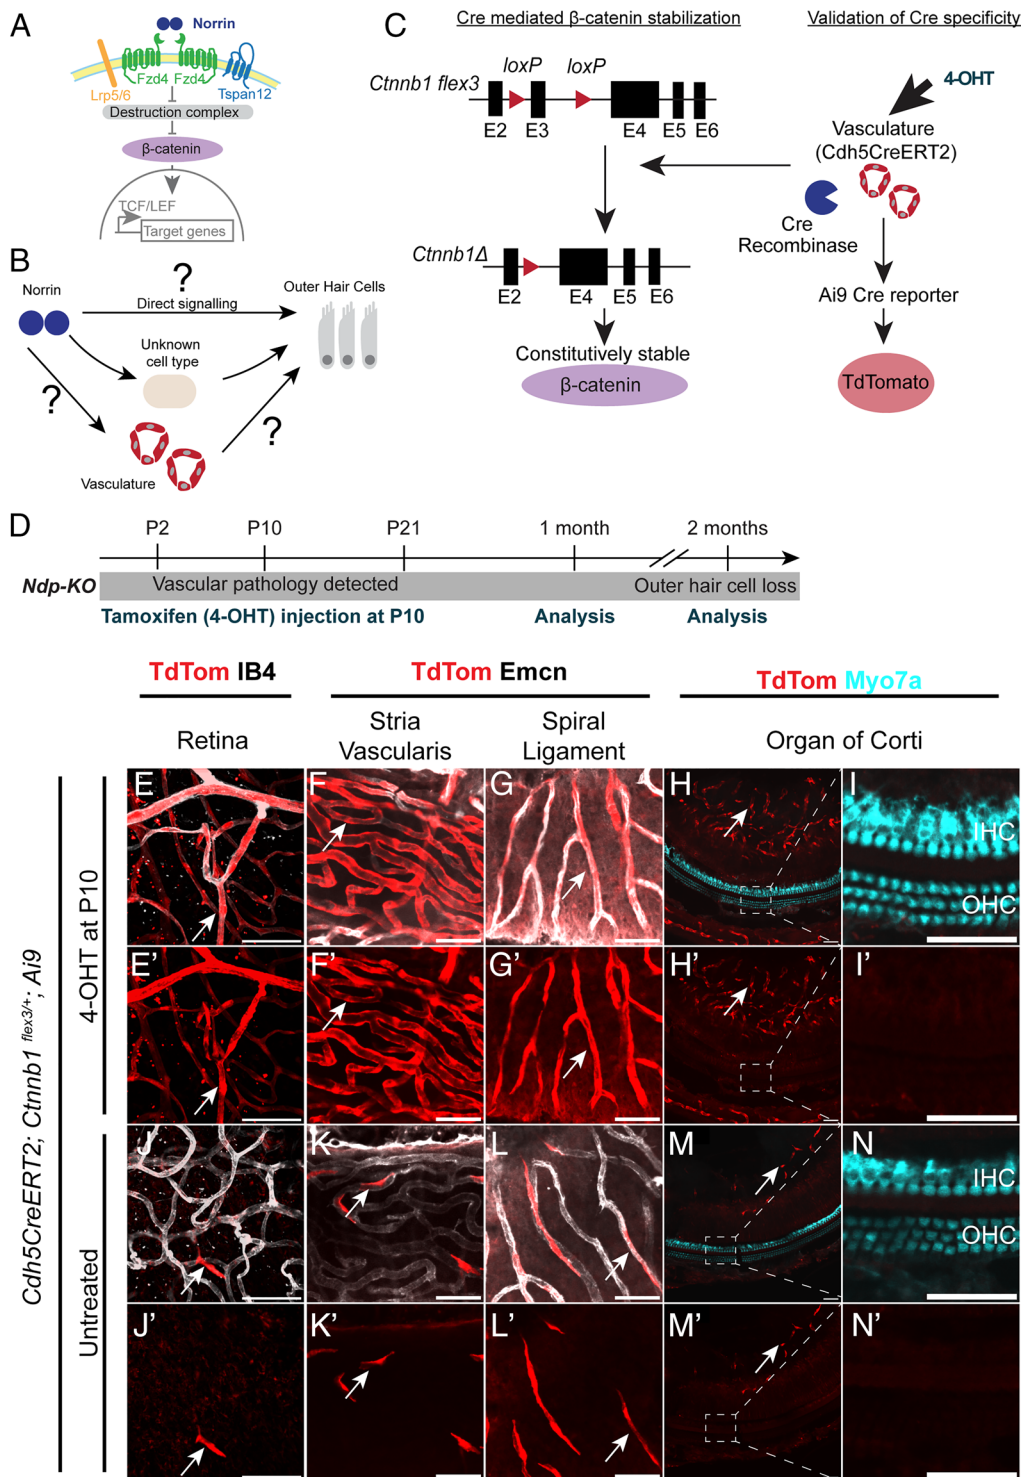 A
Norrin
Fzd4 Fzd4
Lrp5/6
Tspan12
Destruction complex
β-catenin
TCF/LEF
Target genes
B
Norrin
?
Direct signalling
Outer Hair Cells
Unknown
cell type
?
?
Vasculature
C
Cre mediated β-catenin stabilization
Ctnnb1 flex3
loxP loxP
E2 E3 E4 E5 E6
Ctnnb1Δ
E2 E4 E5 E6
Constitutively stable
β-catenin
Validation of Cre specificity
4-OHT
Vasculature
(Cdh5CreERT2)
Cre
Recombinase
Ai9 Cre reporter
TdTomato
D
P2 P10 P21 1 month 2 months
Ndp-KO Vascular pathology detected Outer hair cell loss
Tamoxifen (4-OHT) injection at P10 Analysis Analysis
TdTom IB4 TdTom Emcn TdTom Myo7a
Retina
Stria
Vascularis
Spiral
Ligament
Organ of Corti
Cdh5CreERT2; Ctnnb1 flex3/+; Ai9
4-OHT at P10
E F G H I
IHC
OHC
E' F' G' H' I'
Untreated
J K L M N
IHC
OHC
J' K' L' M' N'